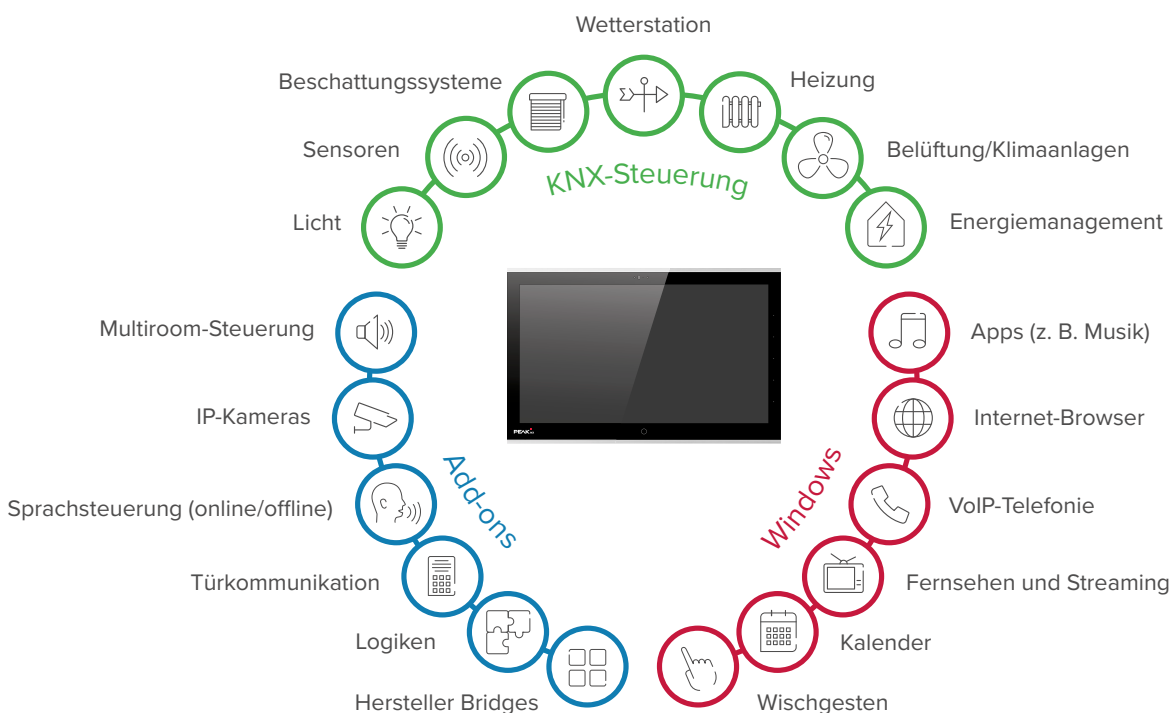 Wetterstation
Beschattungssysteme
Heizung
Sensoren
Belüftung/Klimaanlagen
KNX-Steuerung
Licht
Energiemanagement
Multiroom-Steuerung
Apps (z. B. Musik)
IP-Kameras
Internet-Browser
PEAK
Add-ons
Windows
Sprachsteuerung (online/offline)
VoIP-Telefonie
Türkommunikation
Fernsehen und Streaming
Logiken
Kalender
Hersteller Bridges
Wischgesten